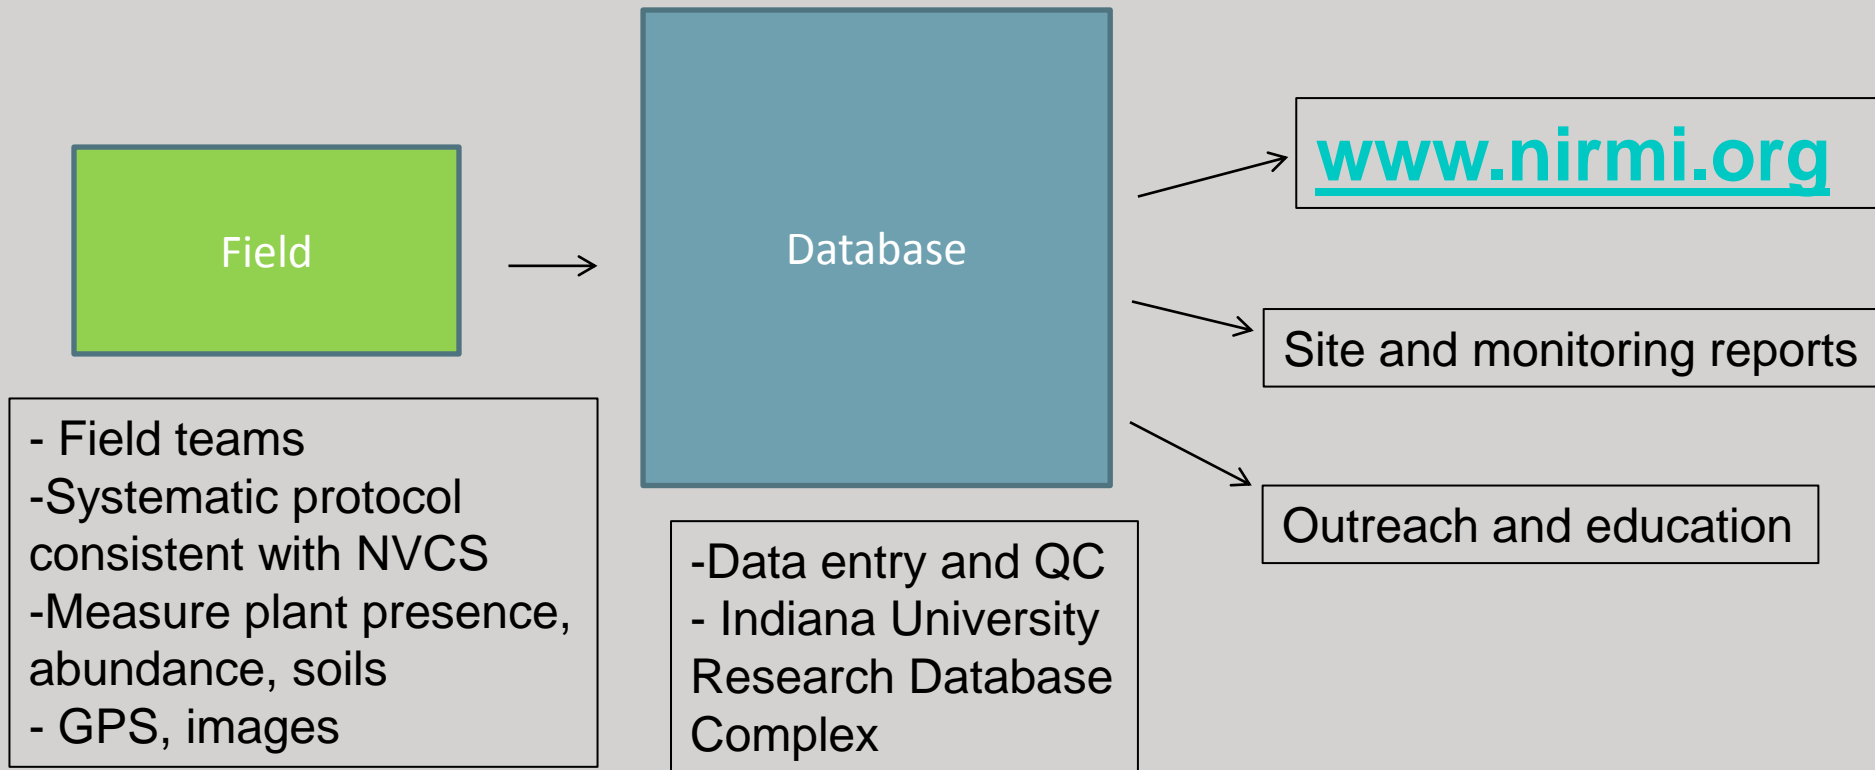 Field
- Field teams
-Systematic protocol
consistent with NVCS
-Measure plant presence,
abundance, soils
- GPS, images
Database
-Data entry and QC
- Indiana University
Research Database
Complex
www.nirmi.org
Site and monitoring reports
Outreach and education